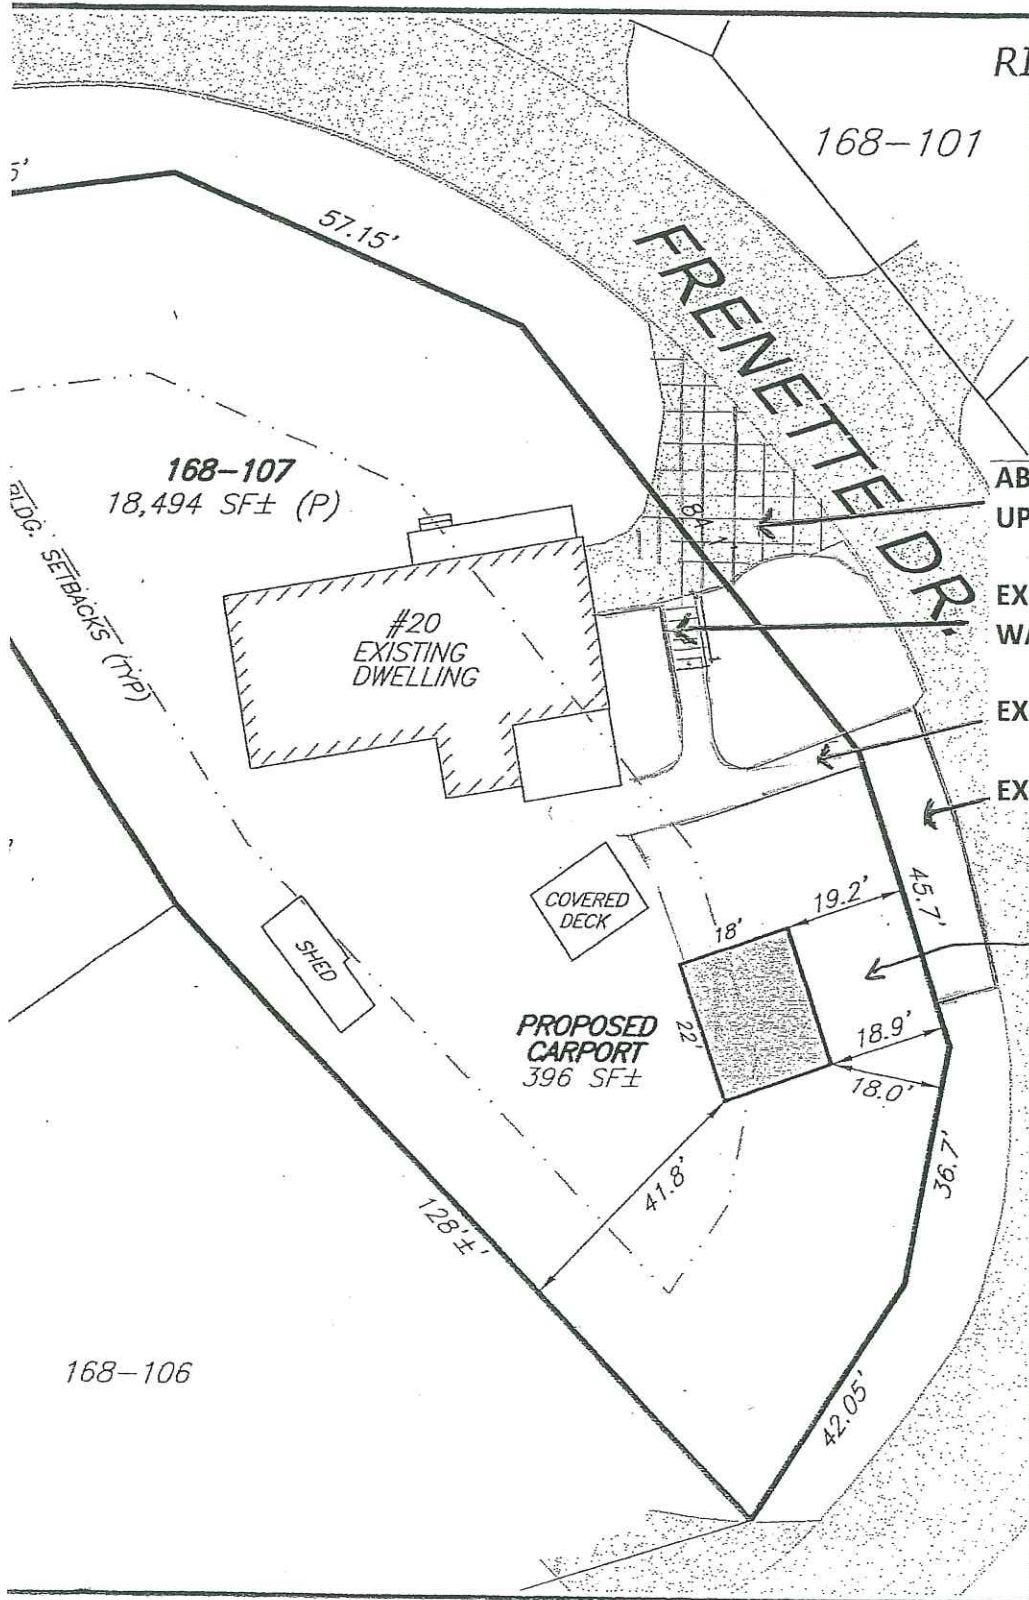 RI
168-101
5'
57.15'
FRENETTE DR.
168-107
18,494 SF± (P)
BLDG. SETBACKS (TYP)
AB
UP
84
EX
WA
#20
EXISTING
DWELLING
EX
EX
COVERED
DECK
19.2'
45.7'
18'
SHED
PROPOSED
CARPORT
396 SF±
22'
18.9'
18.0'
41.8'
36.7'
128'±'
168-106
42.05'